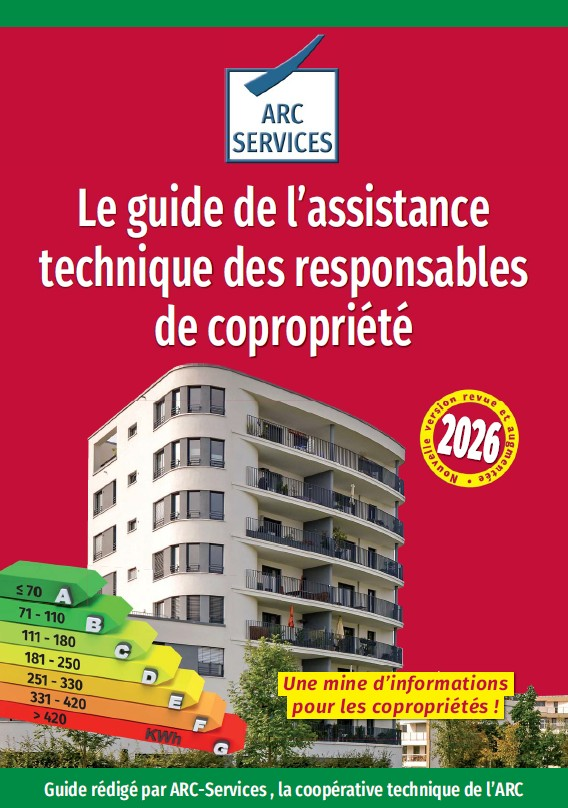 ARC
SERVICES
Le guide de l’assistance
technique des responsables
de copropriété
Nouvelle version revue et augmentée •
2026
≤ 70 A
71 - 110 B
111 - 180 C
181 - 250 D
251 - 330 E
331 - 420 F
> 420 KWh G
Une mine d’informations
pour les copropriétés !
Guide rédigé par ARC-Services , la coopérative technique de l’ARC